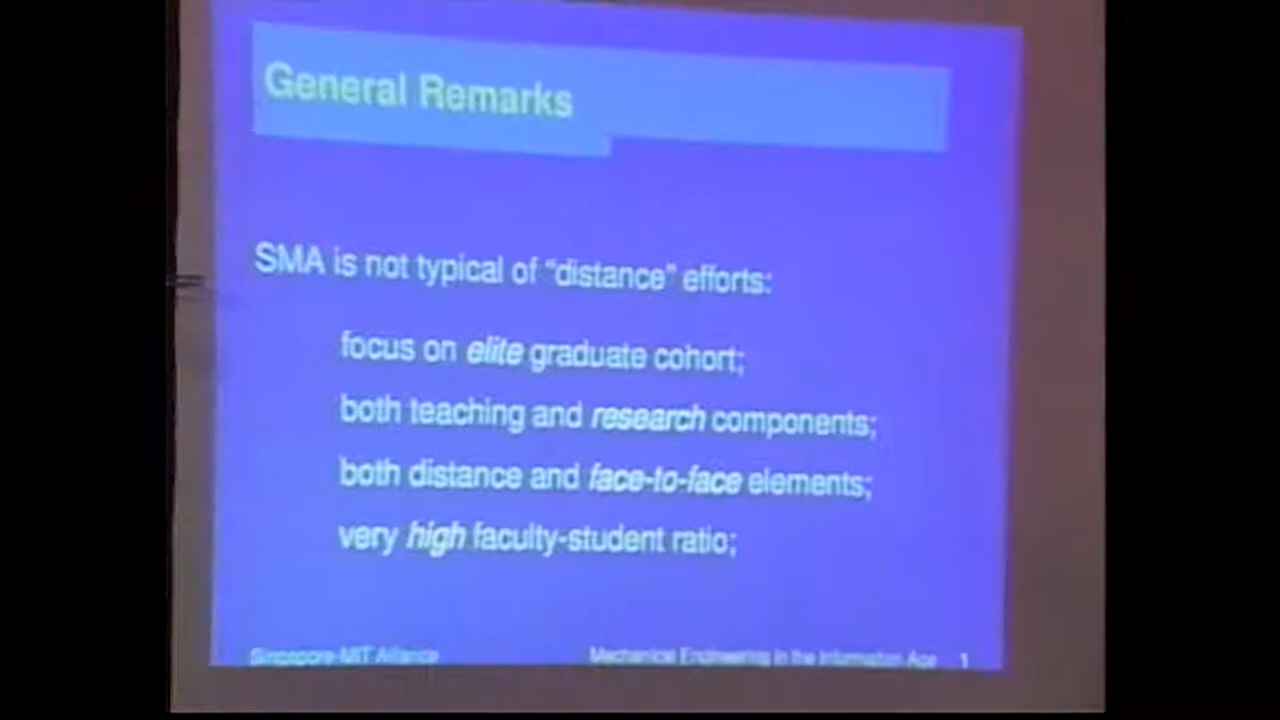 General Remarks
SMA is not typical of “distance” efforts:
focus on elite graduate cohort;
both teaching and research components;
both distance and face-to-face elements;
very high faculty-student ratio;
Singapore-MIT Alliance
Mechanical Engineering in the Information Age 1